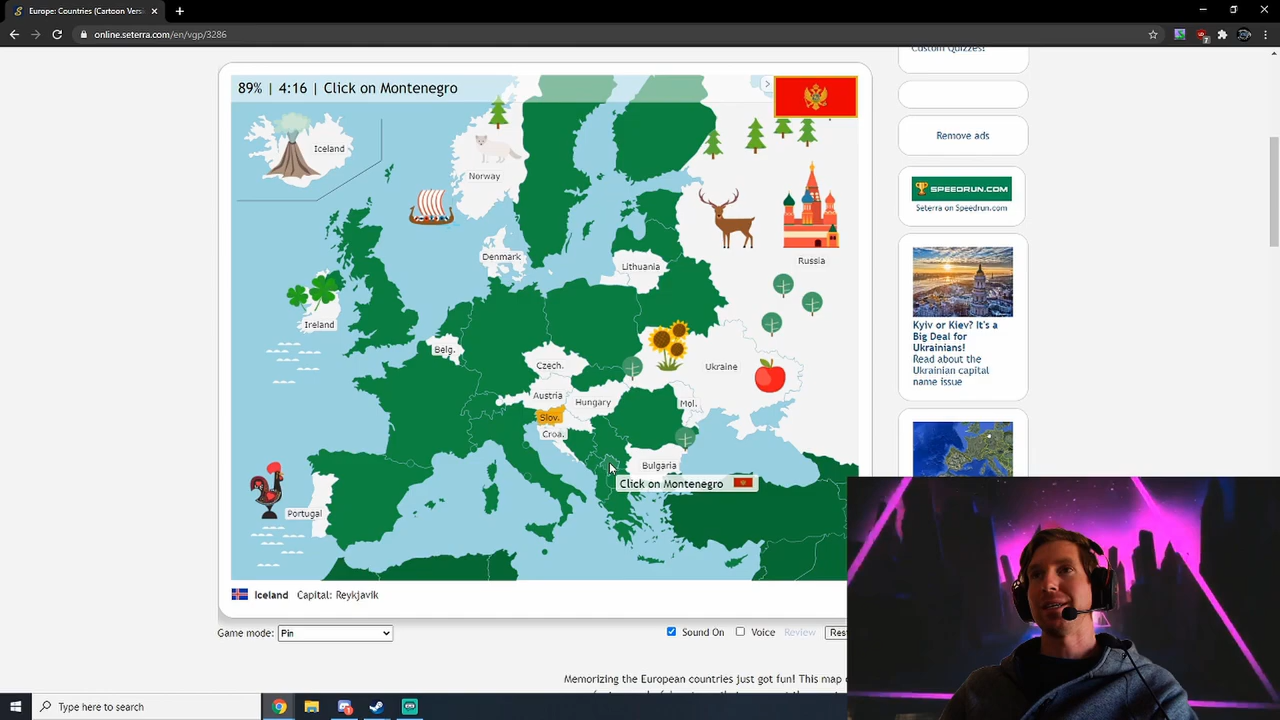 Europe: Countries (Cartoon Vers
online.seterra.com/en/vgp/3286
Custom Quizzes!
89% | 4:16 | Click on Montenegro
Remove ads
Iceland
Norway
SPEEDRUN.COM
Seterra on Speedrun.com
Denmark
Lithuania
Russia
Ireland
Belg.
Czech.
Ukraine
Kyiv or Kiev? It's a
Big Deal for
Ukrainians!
Read about the
Ukrainian capital
name issue
Austria
Hungary
Mol.
Slov.
Croa.
Bulgaria
Click on Montenegro
Portugal
Iceland Capital: Reykjavík
Game mode: Pin
Sound On
Voice
Review
Res
Memorizing the European countries just got fun! This map c
Type here to search